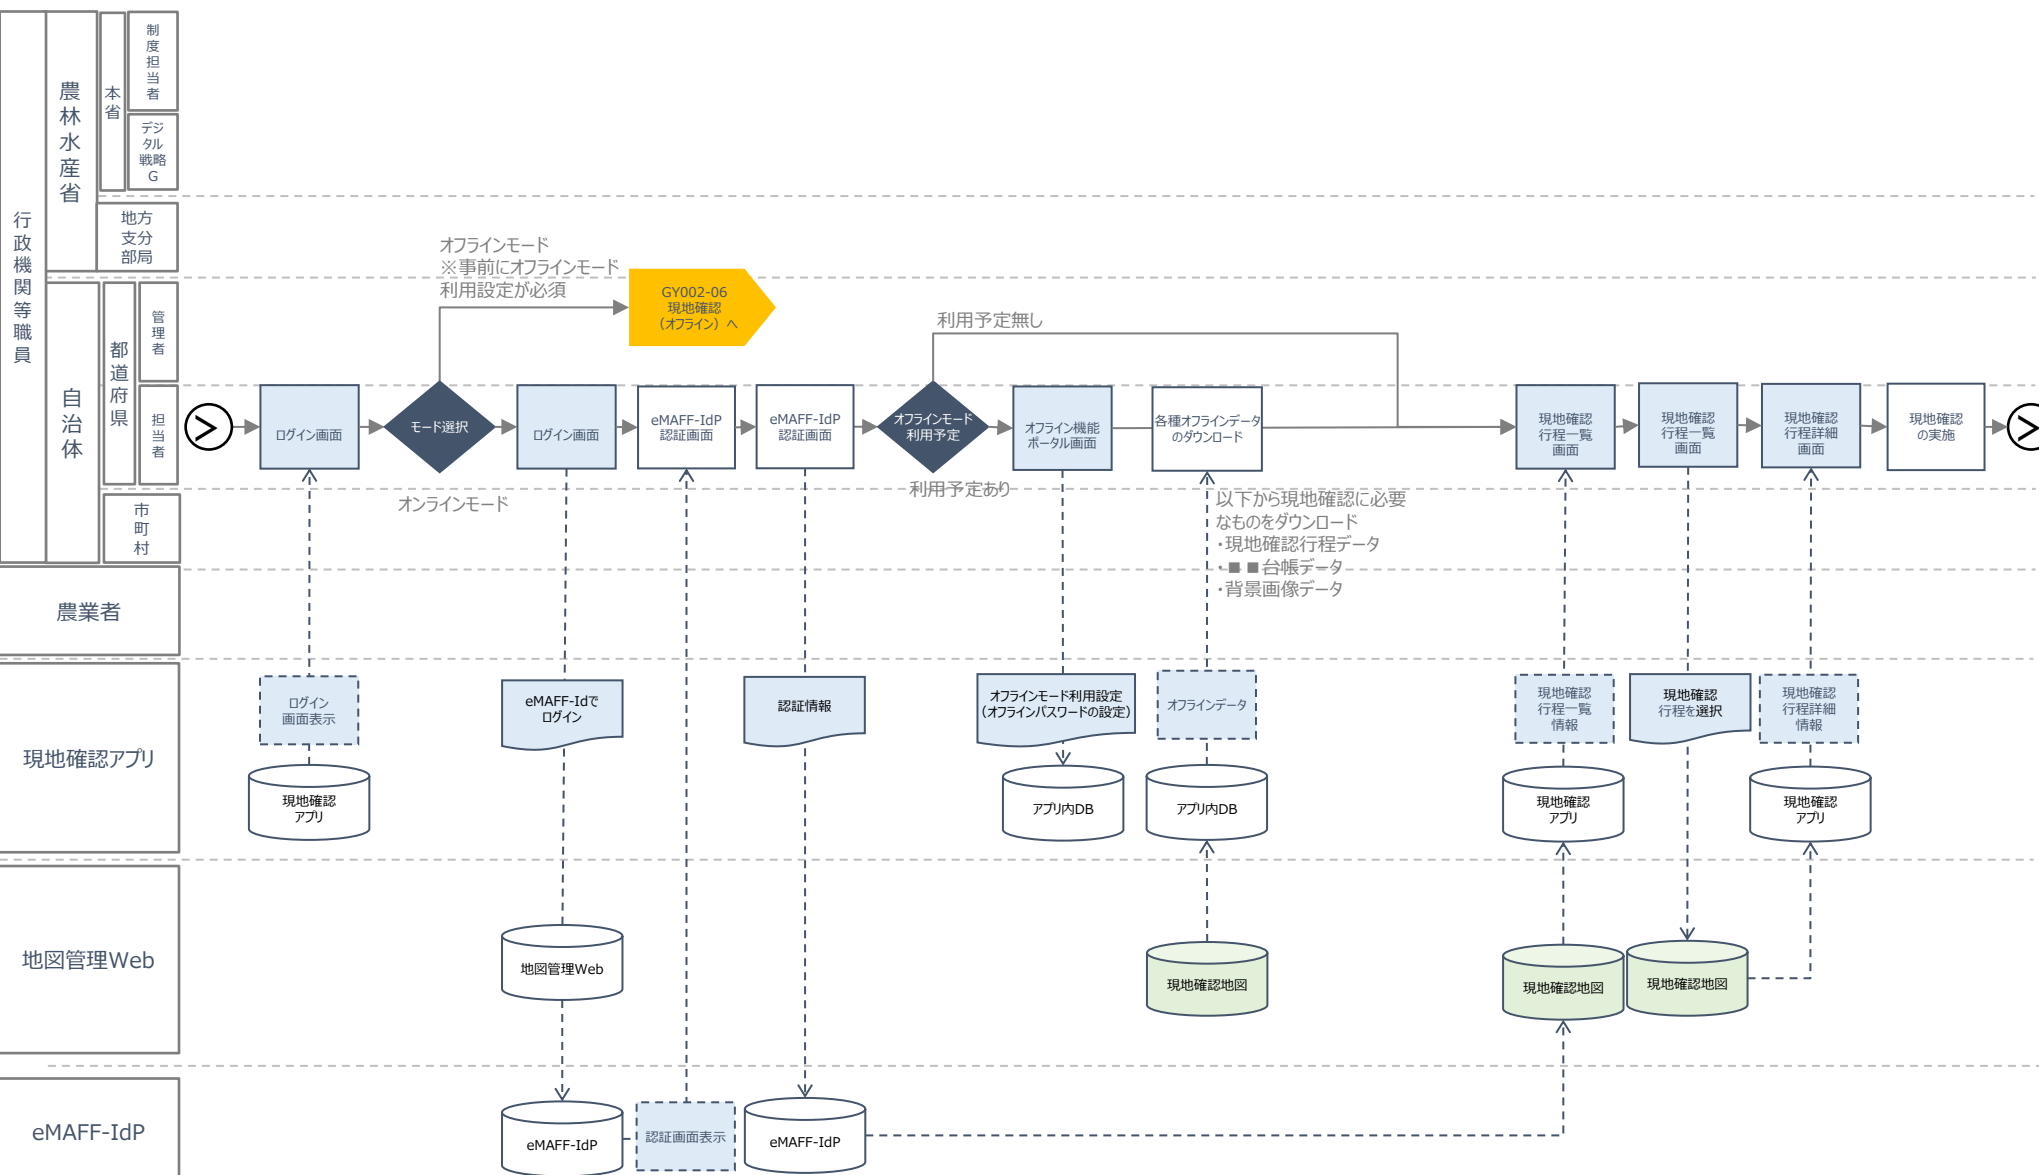 行政機関等職員
農林水産省
本省
制度担当者
デジ
タル
戦略
G
地方
支分
部局
自治体
都道府県
管理者
担当者
市町村
農業者
現地確認アプリ
地図管理Web
eMAFF-IdP
オフラインモード
※事前にオフラインモード
利用設定が必須
GY002-06
現地確認
（オフライン）へ
利用予定無し
ログイン画面
モード選択
ログイン画面
eMAFF-IdP
認証画面
eMAFF-IdP
認証画面
オフラインモード
利用予定
オフライン機能
ポータル画面
各種オフラインデータ
のダウンロード
現地確認
行程一覧
画面
現地確認
行程一覧
画面
現地確認
行程詳細
画面
現地確認
の実施
オンラインモード
利用予定あり
以下から現地確認に必要
なものをダウンロード
・現地確認行程データ
・■■台帳データ
・背景画像データ
ログイン
画面表示
eMAFF-Idで
ログイン
認証情報
オフラインモード利用設定
（オフラインパスワードの設定）
オフラインデータ
現地確認
行程一覧
情報
現地確認
行程を選択
現地確認
行程詳細
情報
現地確認
アプリ
アプリ内DB
アプリ内DB
現地確認
アプリ
現地確認
アプリ
地図管理Web
現地確認地図
現地確認地図
現地確認地図
eMAFF-IdP
認証画面表示
eMAFF-IdP